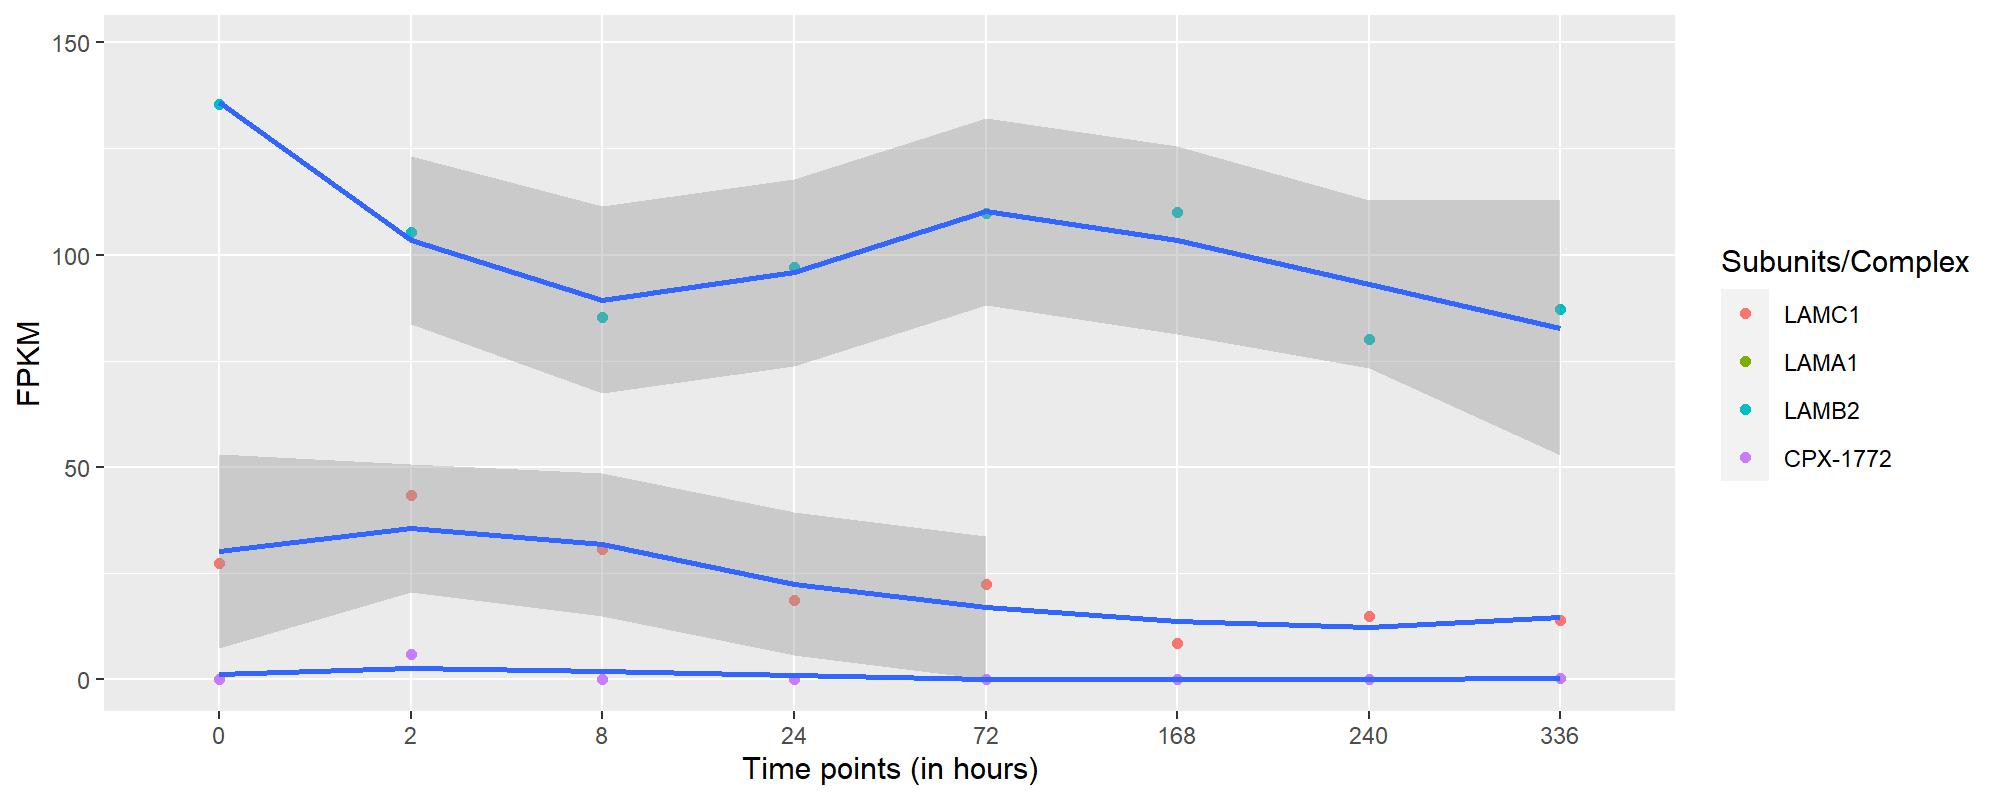 150
100
50
0
FPKM
0 2 8 24 72 168 240 336
Time points (in hours)
Subunits/Complex
LAMC1
LAMA1
LAMB2
CPX-1772